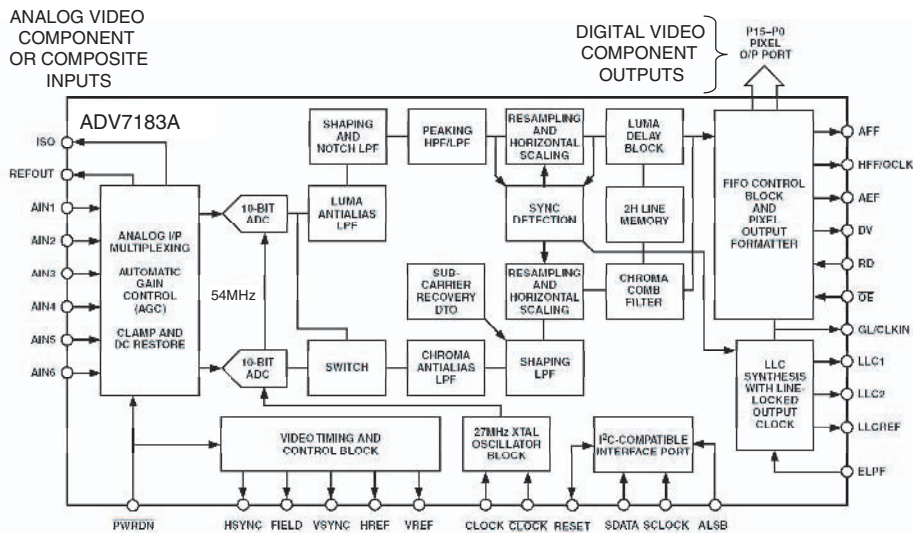 ANALOG VIDEO
COMPONENT
OR COMPOSITE
INPUTS
DIGITAL VIDEO
COMPONENT
OUTPUTS
P15–P0
PIXEL
O/P PORT
ADV7183A
ISO
REFOUT
AIN1
AIN2
AIN3
AIN4
AIN5
AIN6
ANALOG I/P
MULTIPLEXING
AUTOMATIC
GAIN
CONTROL
(AGC)
CLAMP AND
DC RESTORE
10-BIT
ADC
54MHz
10-BIT
ADC
SHAPING
AND
NOTCH LPF
LUMA
ANTIALIAS
LPF
PEAKING
HPF/LPF
RESAMPLING
AND
HORIZONTAL
SCALING
LUMA
DELAY
BLOCK
SYNC
DETECTION
2H LINE
MEMORY
SUB-
CARRIER
RECOVERY
DTO
RESAMPLING
AND
HORIZONTAL
SCALING
CHROMA
COMB
FILTER
SWITCH
CHROMA
ANTIALIAS
LPF
SHAPING
LPF
FIFO CONTROL
BLOCK
AND
PIXEL
OUTPUT
FORMATTER
LLC
SYNTHESIS
WITH LINE-
LOCKED
OUTPUT
CLOCK
AFF
HFF/QCLK
AEF
DV
RD
OE
GL/CLKIN
LLC1
LLC2
LLCREF
ELPF
VIDEO TIMING AND
CONTROL BLOCK
27MHz XTAL
OSCILLATOR
BLOCK
I²C-COMPATIBLE
INTERFACE PORT
PWRDN
HSYNC
FIELD
VSYNC
HREF
VREF
CLOCK
CLOCK
RESET
SDATA
SCLOCK
ALSB